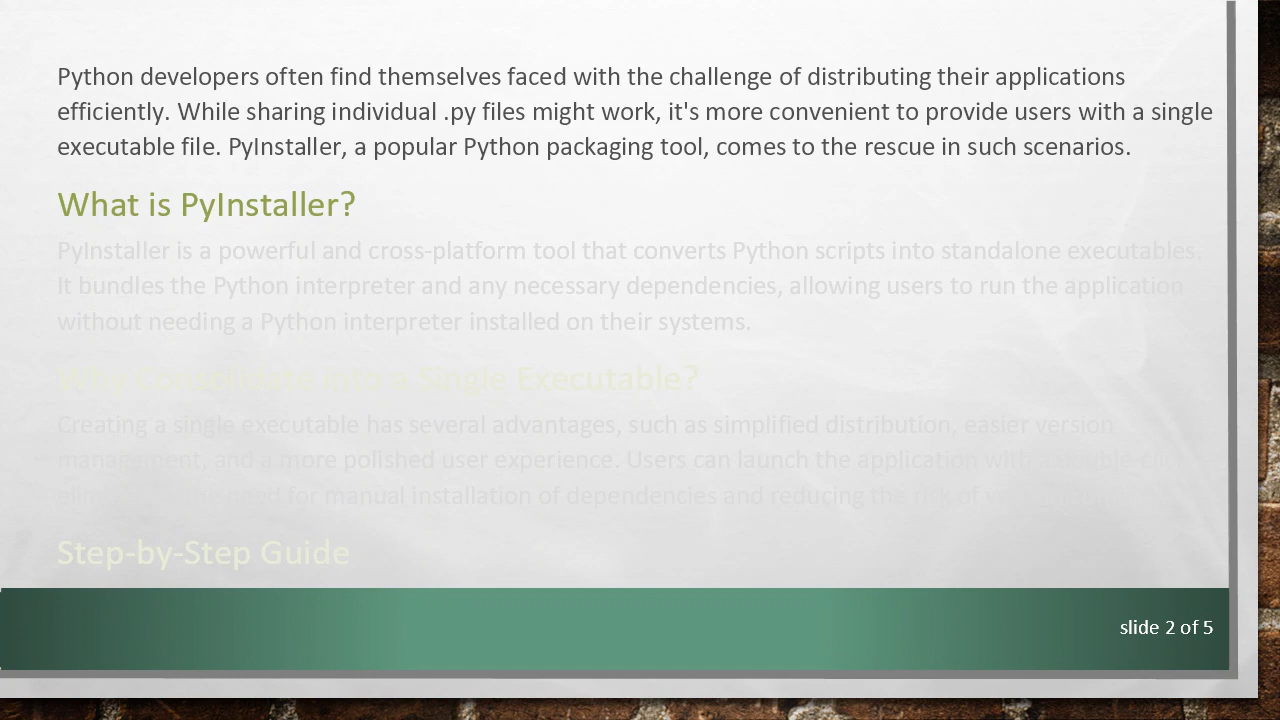 Python developers often find themselves faced with the challenge of distributing their applications
efficiently. While sharing individual .py files might work, it's more convenient to provide users with a single
executable file. PyInstaller, a popular Python packaging tool, comes to the rescue in such scenarios.
What is PyInstaller?
PyInstaller is a powerful and cross-platform tool that converts Python scripts into standalone executables.
It bundles the Python interpreter and any necessary dependencies, allowing users to run the application
without needing a Python interpreter installed on their systems.
Why Consolidate into a Single Executable?
Creating a single executable has several advantages, such as simplified distribution, easier version
management, and a more polished user experience. Users can launch the application with a
the need for manual installation of dependencies and reducing the risk of
Step-by-Step Guide
slide 2 of 5